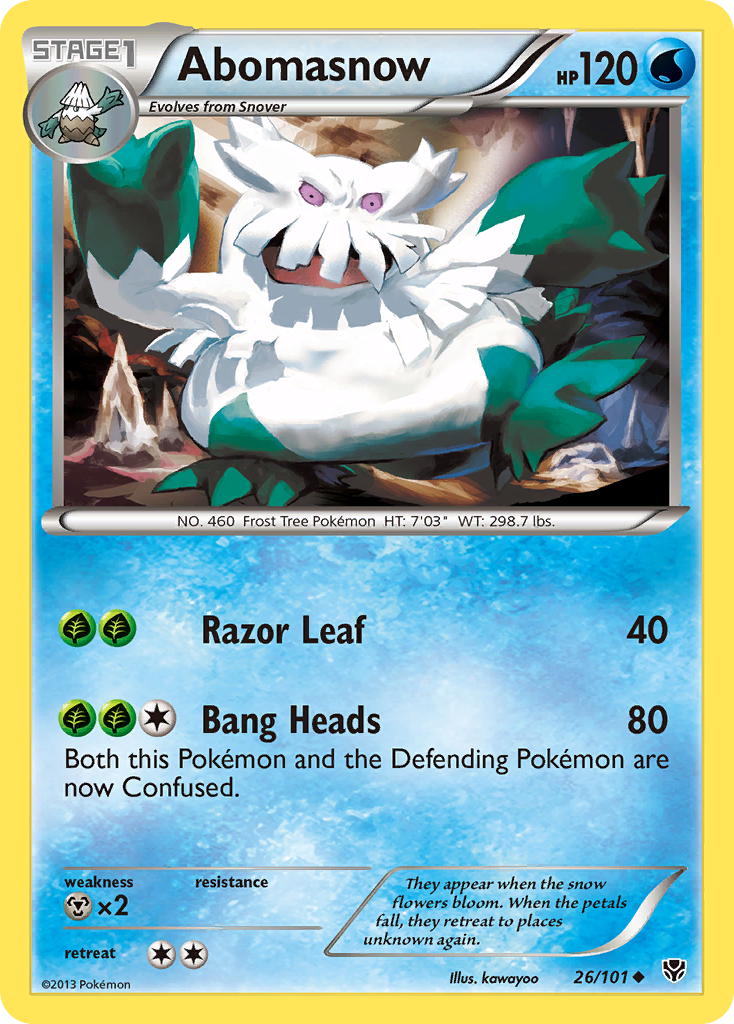 STAGE1
Abomasnow
HP120
Evolves from Snover
NO. 460 Frost Tree Pokémon HT: 7'03" WT: 298.7 lbs.
Razor Leaf 40
Bang Heads 80
Both this Pokémon and the Defending Pokémon are
now Confused.
weakness resistance
×2
retreat
They appear when the snow
flowers bloom. When the petals
fall, they retreat to places
unknown again.
©2013 Pokémon
Illus. kawayoo 26/101